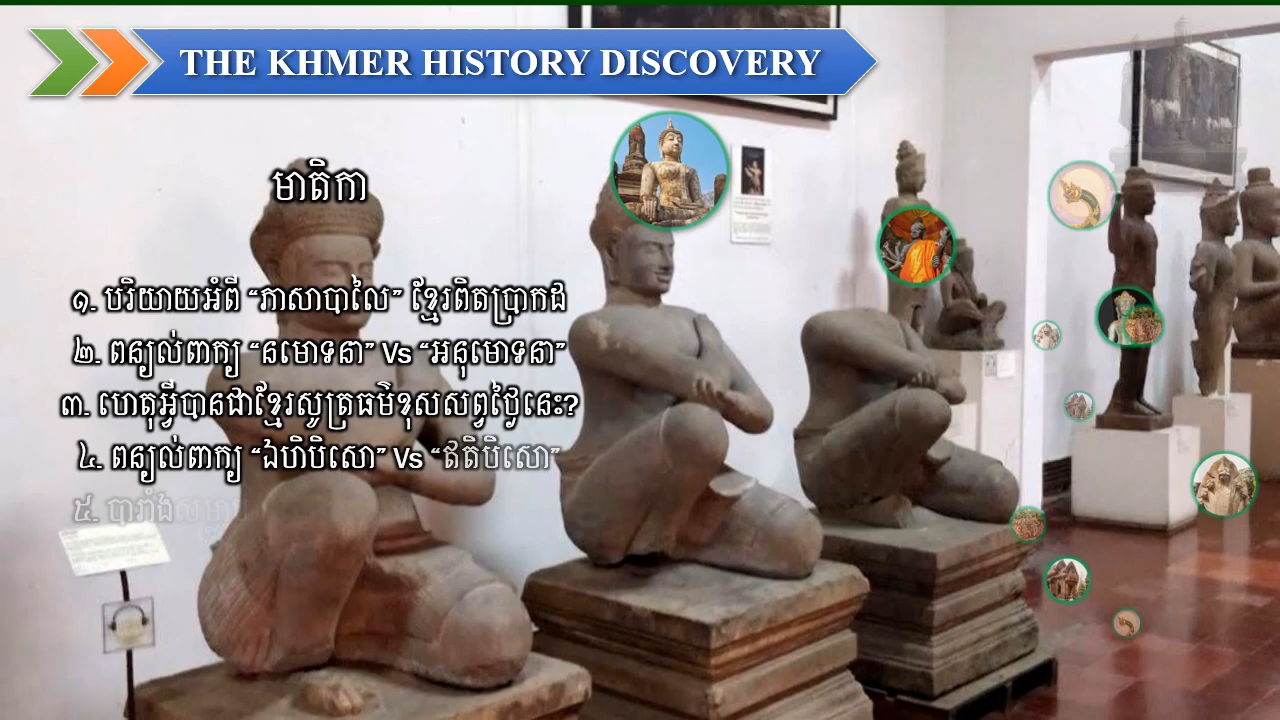 THE KHMER HISTORY DISCOVERY
មាតិកា
១. បរិយាយអំពី “ភាសាបាលៃ” ខ្មែរពិតប្រាកដ
២. ពន្យល់ពាក្យ “នមោទនា” Vs “អនុមោទនា”
៣. ហេតុអ្វីបានជាខ្មែរសូត្រធម៌ខុសសព្វថ្ងៃនេះ?
៤. ពន្យល់ពាក្យ “ឯហិបិសោ” Vs “ឥតិបិសោ”
៥. បារាំង